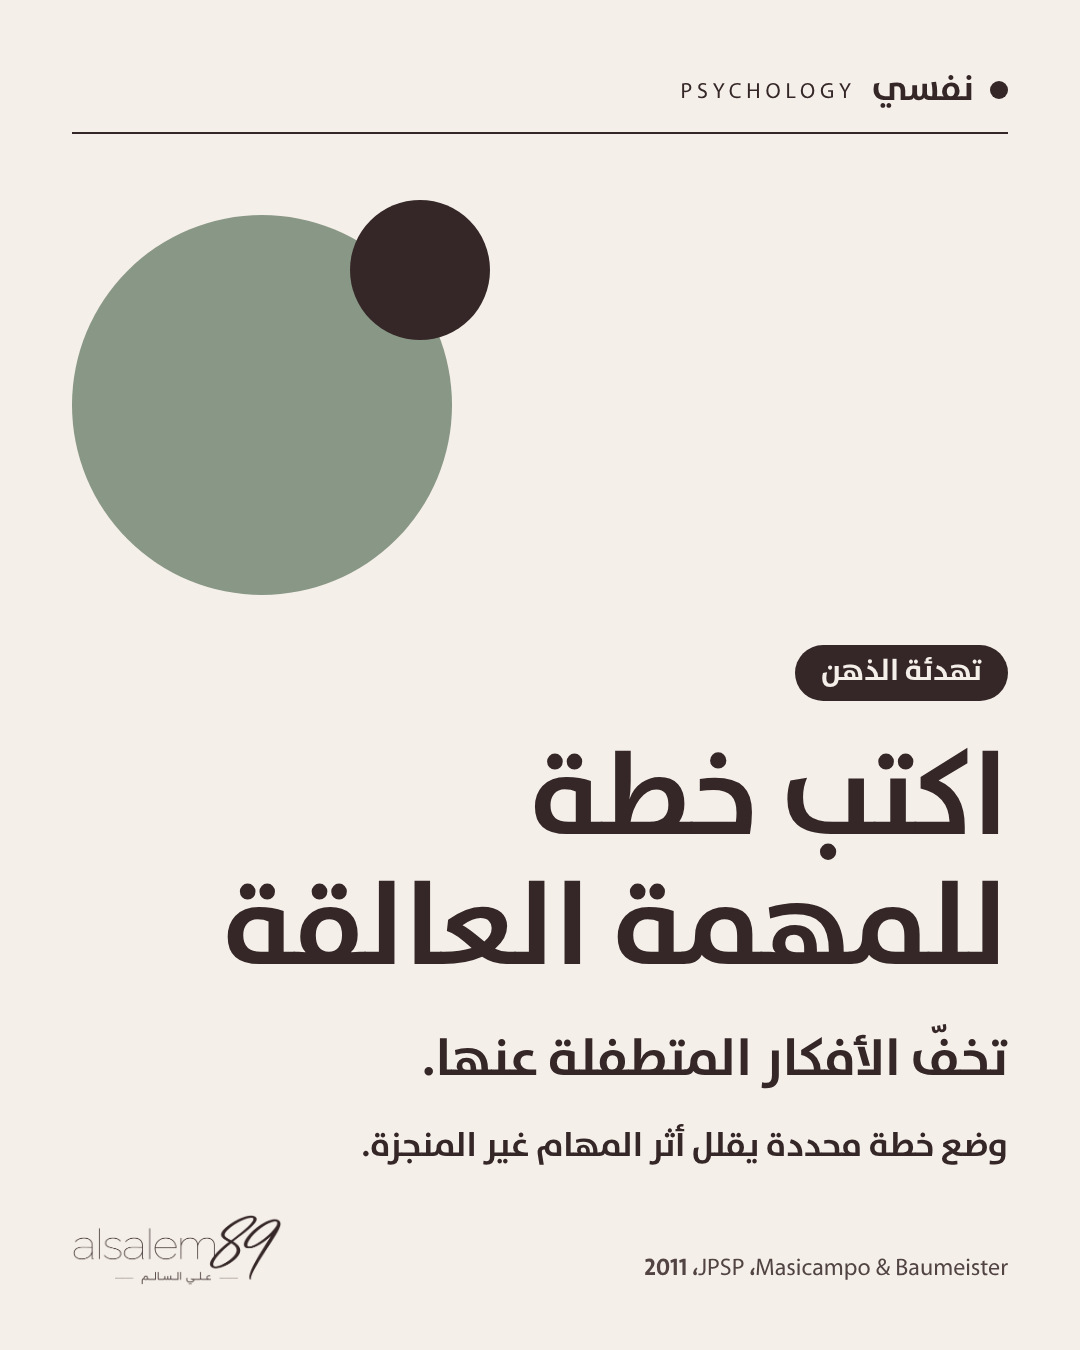 نفسي PSYCHOLOGY
تهدئة الذهن
اكتب خطة
للمهمة العالقة
تخفّ الأفكار المتطفلة عنها.
وضع خطة محددة يقلل أثر المهام غير المنجزة.
Masicampo & Baumeister، JPSP، 2011
alsalem89
علي السالم